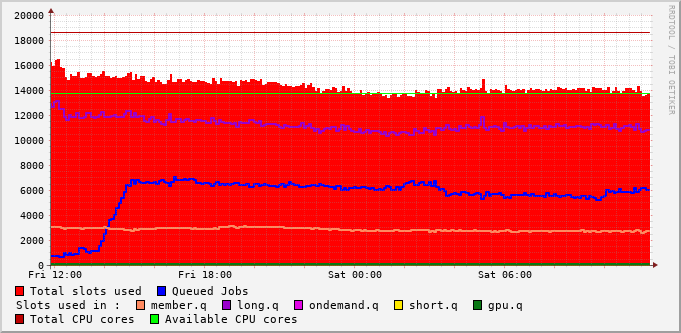 20000
18000
16000
14000
12000
10000
8000
6000
4000
2000
0
Fri 12:00 Fri 18:00 Sat 00:00 Sat 06:00
RRDTOOL / TOBI OETIKER
Total slots used Queued Jobs
Slots used in : member.q long.q ondemand.q short.q gpu.q
Total CPU cores Available CPU cores